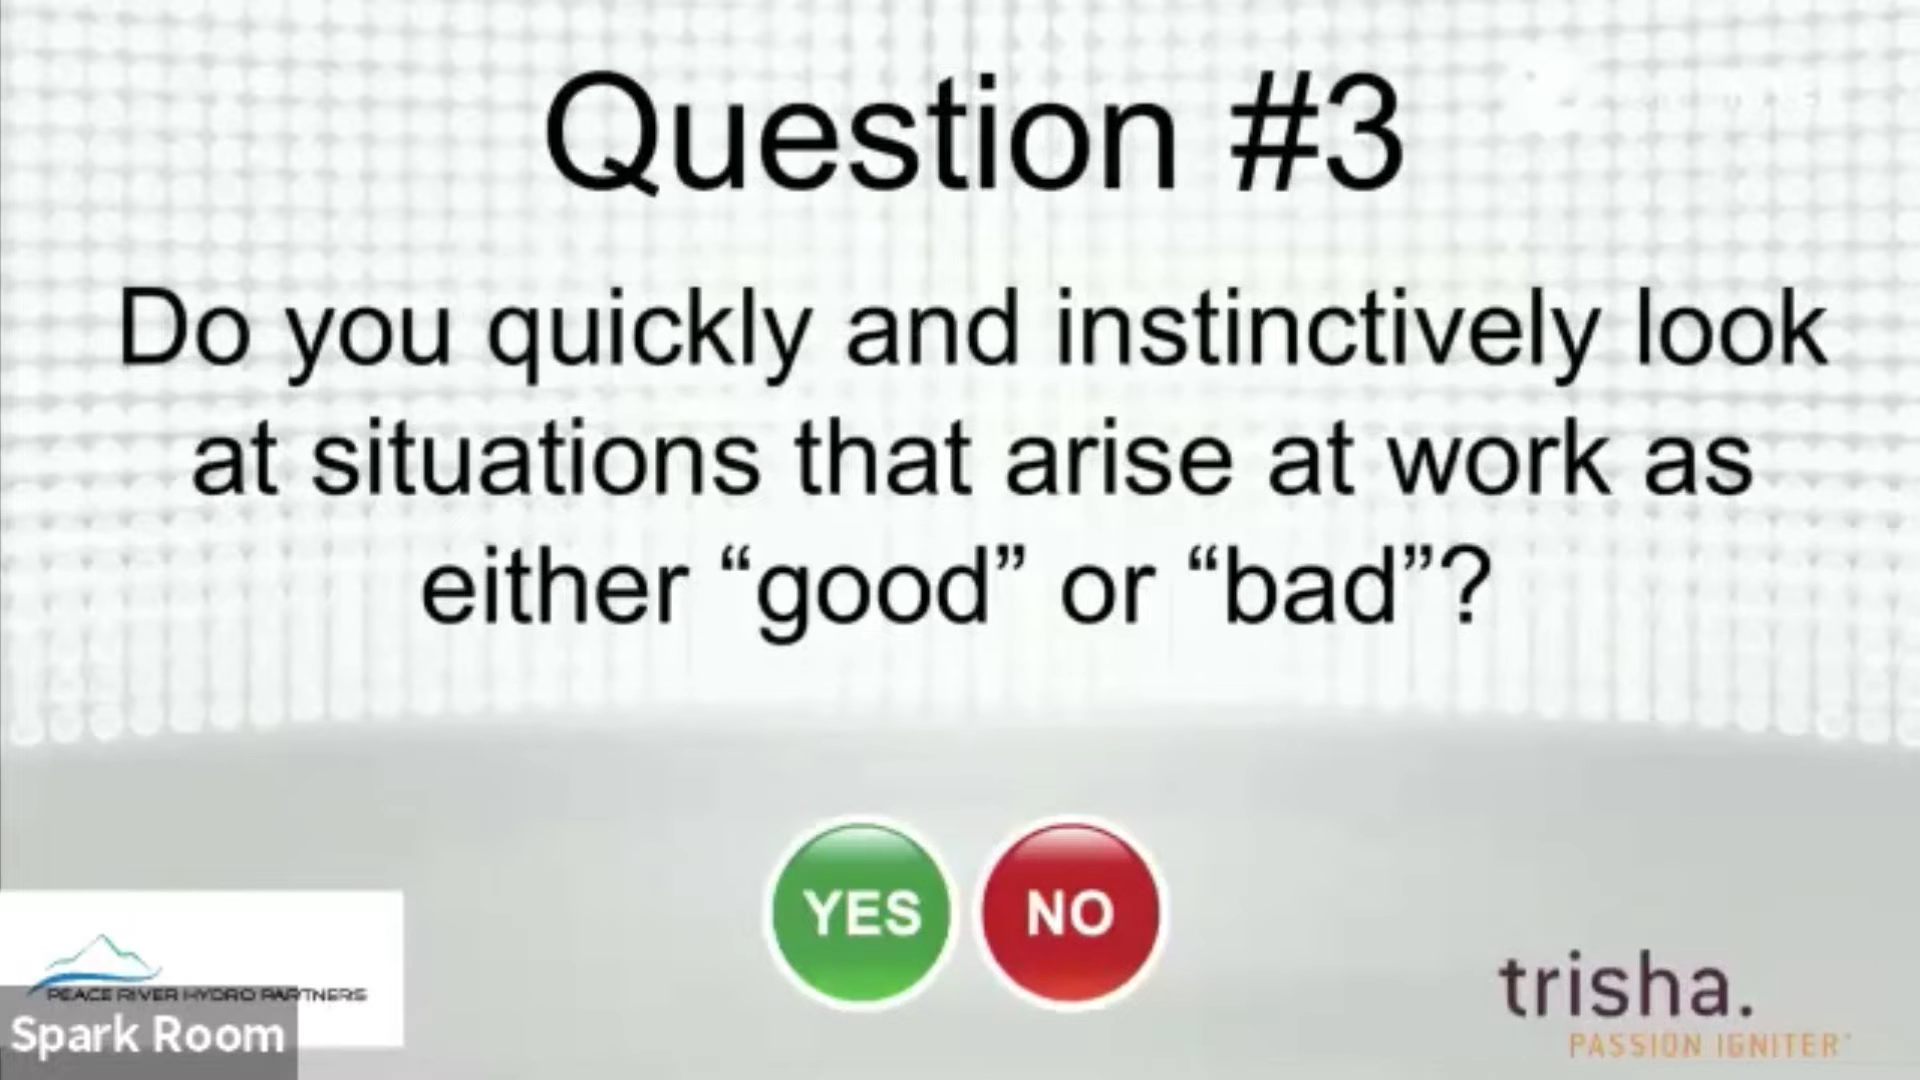 Question #3
Do you quickly and instinctively look
at situations that arise at work as
either “good” or “bad”?
YES NO
PEACE RIVER HYDRO PARTNERS
Spark Room
trisha.
PASSION IGNITER